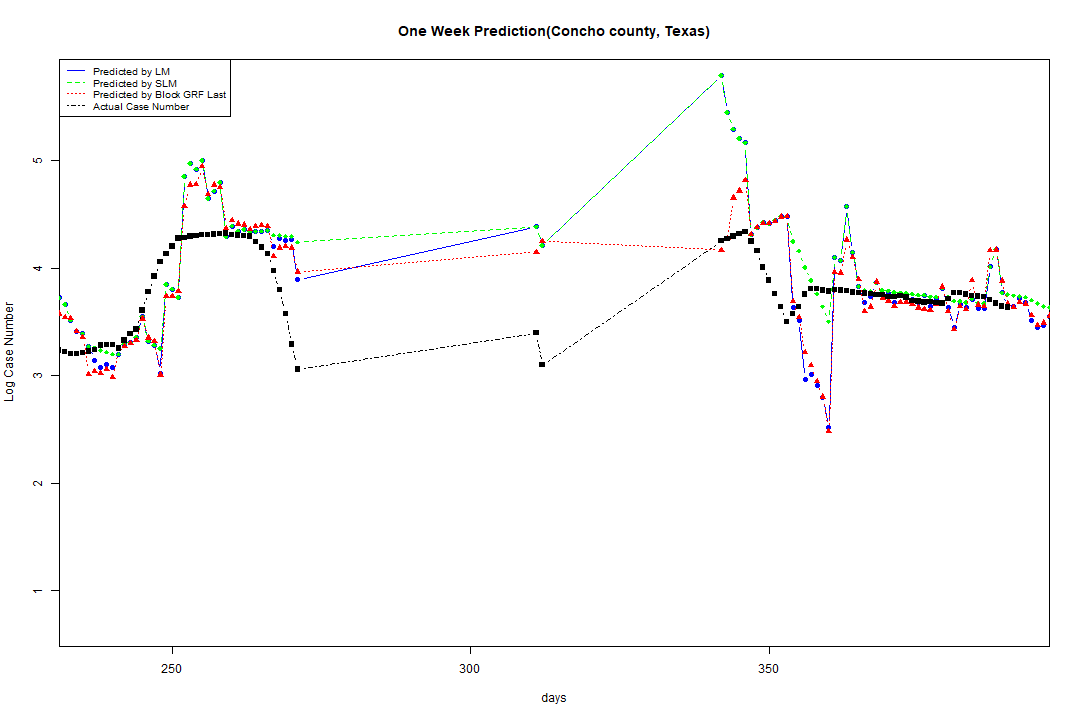 One Week Prediction(Concho county, Texas)
Predicted by LM
Predicted by SLM
Predicted by Block GRF Last
Actual Case Number
5
4
3
2
1
Log Case Number
250 300 350
days